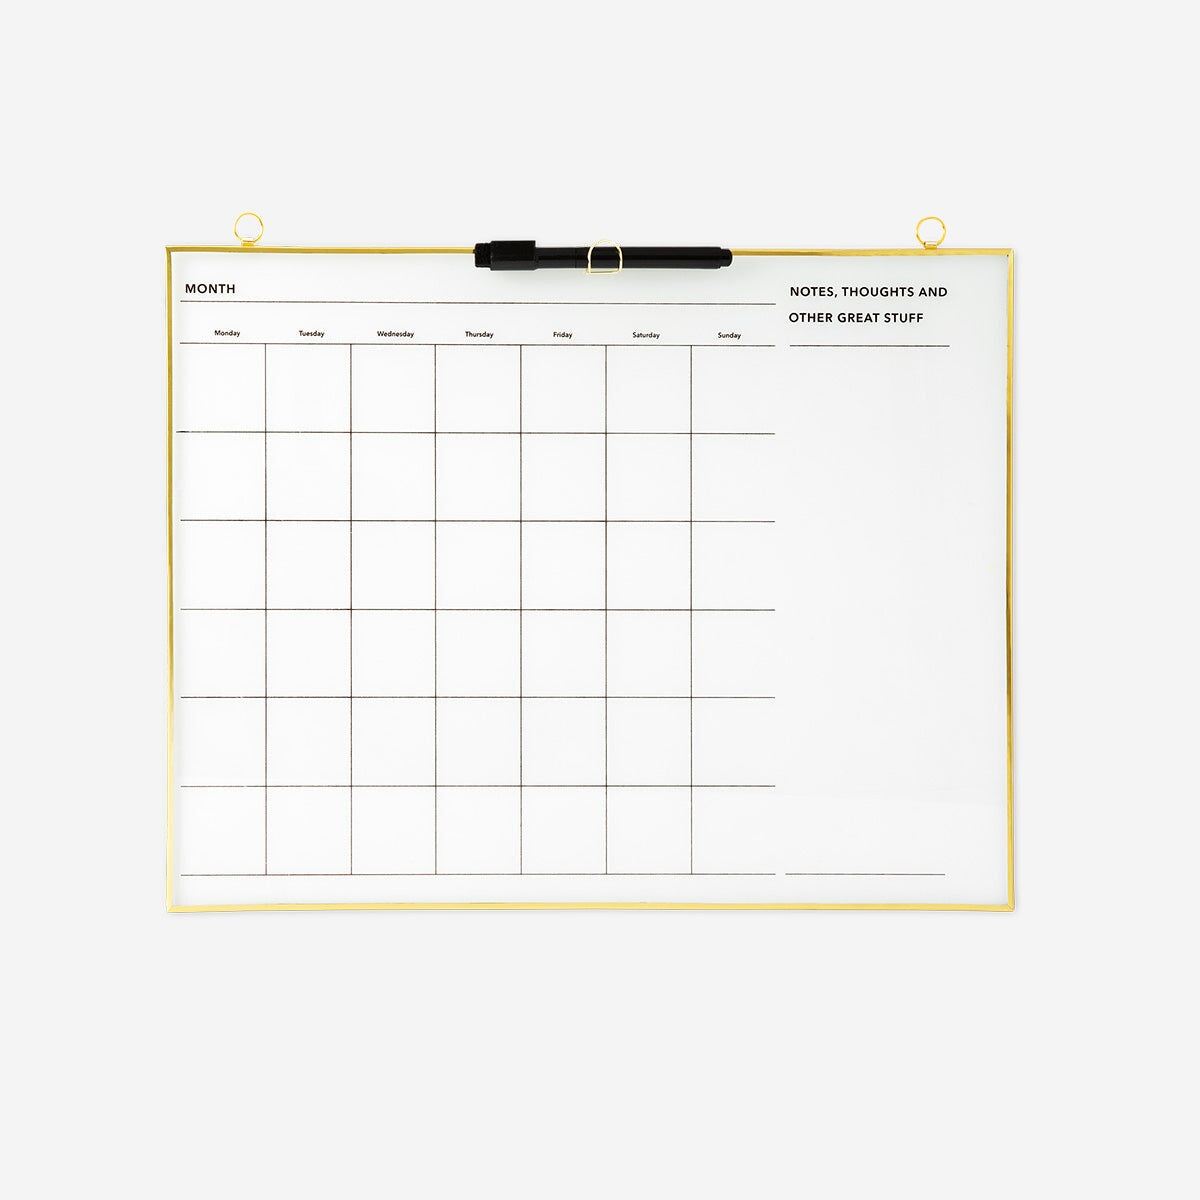 MONTH
Monday Tuesday Wednesday Thursday Friday Saturday Sunday
NOTES, THOUGHTS AND
OTHER GREAT STUFF